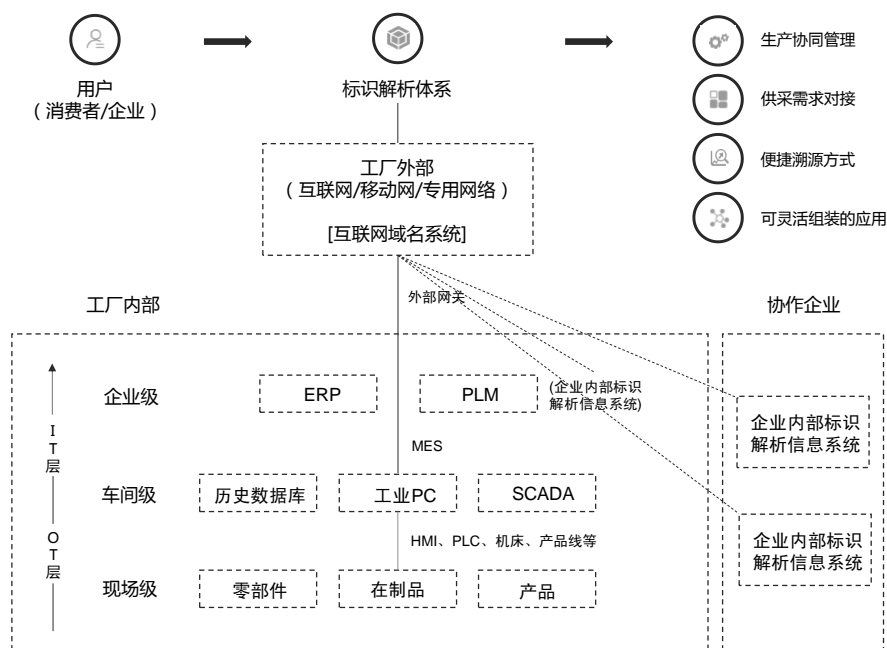 用户
（消费者/企业）
标识解析体系
生产协同管理
供采需求对接
便捷溯源方式
可灵活组装的应用
工厂外部
（互联网/移动网/专用网络）
[互联网域名系统]
外部网关
工厂内部
协作企业
企业级
ERP
PLM
(企业内部标识
解析信息系统)
企业内部标识
解析信息系统
IT层
MES
车间级
历史数据库
工业PC
SCADA
HMI、PLC、机床、产品线等
OT层
企业内部标识
解析信息系统
现场级
零部件
在制品
产品